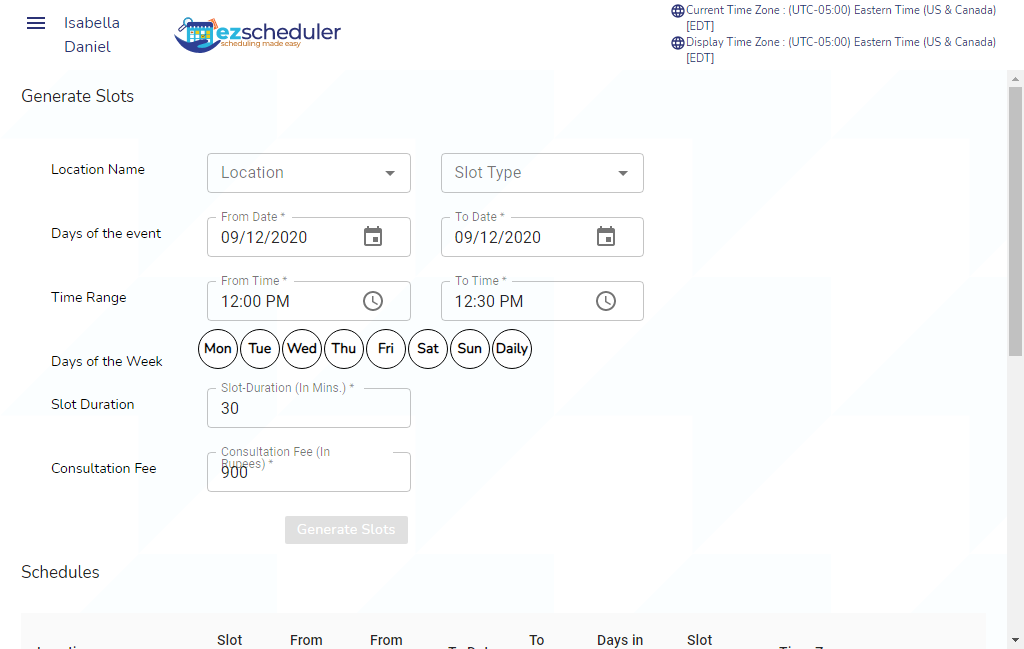 Isabella
Daniel
ezscheduler
scheduling made easy
Current Time Zone : (UTC-05:00) Eastern Time (US & Canada)
[EDT]
Display Time Zone : (UTC-05:00) Eastern Time (US & Canada)
[EDT]
Generate Slots
Location Name
Location
Slot Type
Days of the event
From Date *
09/12/2020
To Date *
09/12/2020
Time Range
From Time *
12:00 PM
To Time *
12:30 PM
Days of the Week
Mon Tue Wed Thu Fri Sat Sun Daily
Slot Duration
Slot-Duration (In Mins.) *
30
Consultation Fee
Consultation Fee (In
Rupees) *
900
Generate Slots
Schedules
Slot From From To Days in Slot